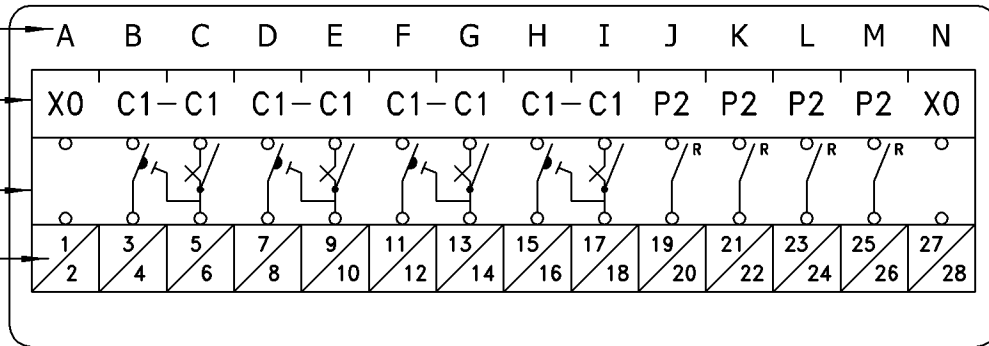 A B C D E F G H I J K L M N
X0 C1-C1 C1-C1 C1-C1 C1-C1 P2 P2 P2 P2 X0
R R R R
1 3 5 7 9 11 13 15 17 19 21 23 25 27
2 4 6 8 10 12 14 16 18 20 22 24 26 28